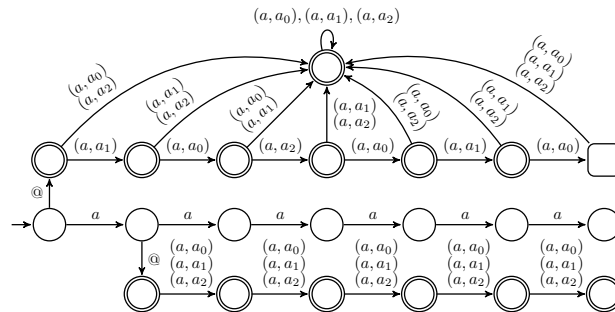 (a, a₀), (a, a₁), (a, a₂)
(a, a₀)
(a, a₂)
(a, a₁)
(a, a₂)
(a, a₀)
(a, a₁)
(a, a₁)
(a, a₂)
(a, a₀)
(a, a₂)
(a, a₁)
(a, a₂)
(a, a₀)
(a, a₁)
(a, a₂)
(a, a₁) (a, a₀) (a, a₂) (a, a₀) (a, a₁) (a, a₀)
@
a a a a a a
@
(a, a₀) (a, a₀) (a, a₀) (a, a₀) (a, a₀)
(a, a₁) (a, a₁) (a, a₁) (a, a₁) (a, a₁)
(a, a₂) (a, a₂) (a, a₂) (a, a₂) (a, a₂)